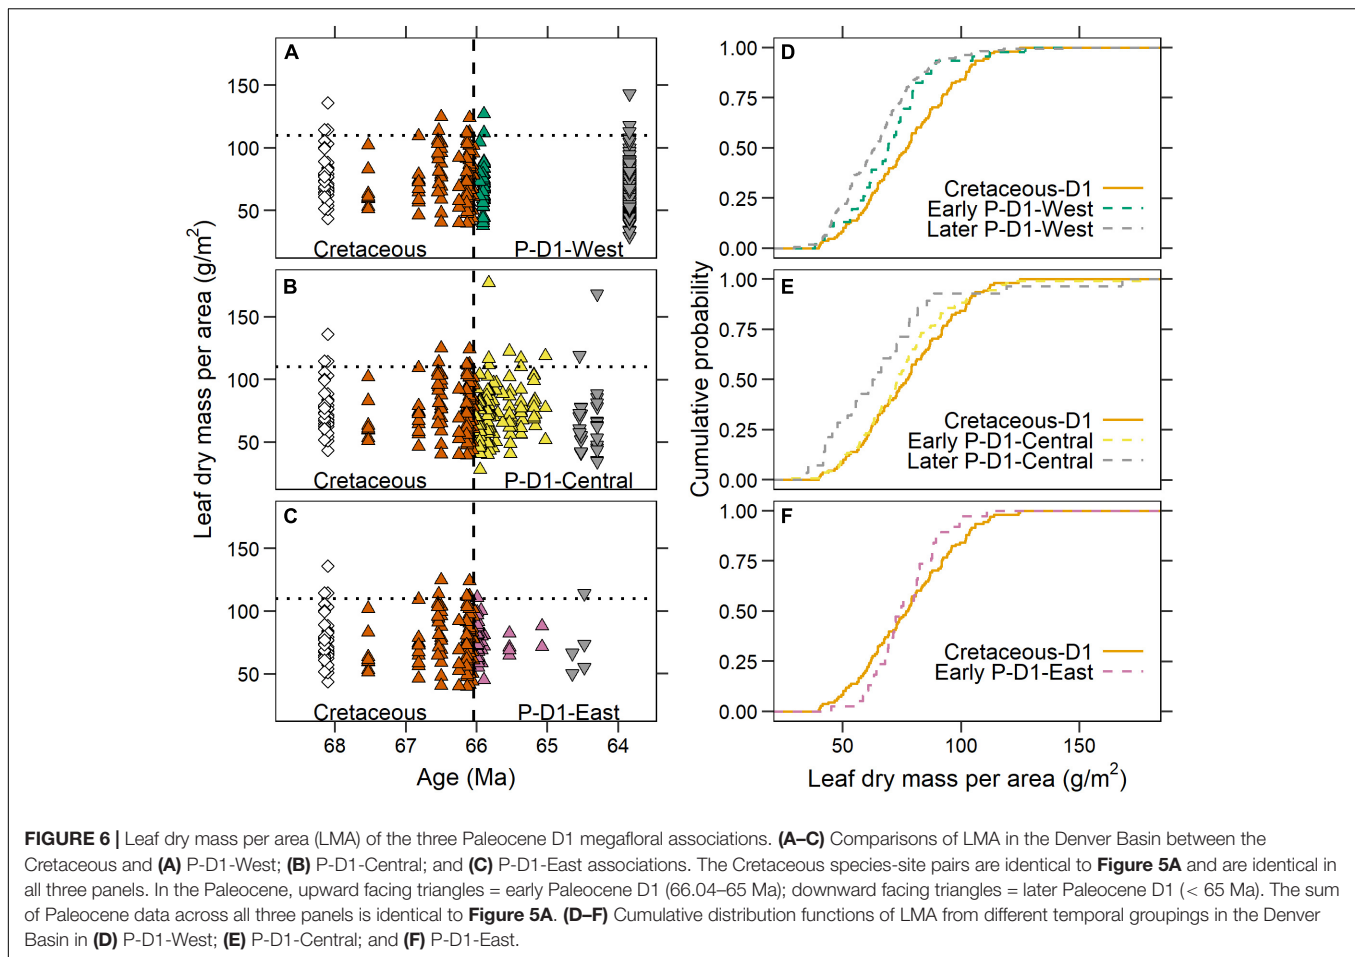 A
150
100
50
Cretaceous
P-D1-West
B
150
100
50
Cretaceous
P-D1-Central
C
150
100
50
Cretaceous
P-D1-East
68
67
66
65
64
Age (Ma)
Leaf dry mass per area (g/m²)
D
1.00
0.75
0.50
0.25
0.00
Cretaceous-D1
Early P-D1-West
Later P-D1-West
E
1.00
0.75
0.50
0.25
0.00
Cretaceous-D1
Early P-D1-Central
Later P-D1-Central
F
1.00
0.75
0.50
0.25
0.00
Cretaceous-D1
Early P-D1-East
50
100
150
Leaf dry mass per area (g/m²)
Cumulative probability
FIGURE 6 | Leaf dry mass per area (LMA) of the three Paleocene D1 megafloral associations. (A–C) Comparisons of LMA in the Denver Basin between the
Cretaceous and (A) P-D1-West; (B) P-D1-Central; and (C) P-D1-East associations. The Cretaceous species-site pairs are identical to Figure 5A and are identical in
all three panels. In the Paleocene, upward facing triangles = early Paleocene D1 (66.04–65 Ma); downward facing triangles = later Paleocene D1 (< 65 Ma). The sum
of Paleocene data across all three panels is identical to Figure 5A. (D–F) Cumulative distribution functions of LMA from different temporal groupings in the Denver
Basin in (D) P-D1-West; (E) P-D1-Central; and (F) P-D1-East.